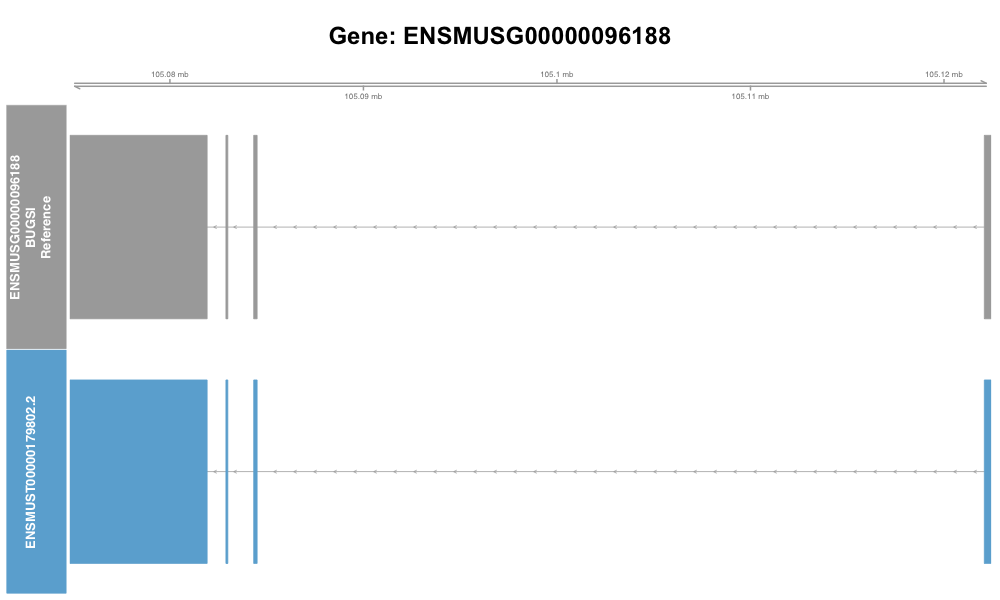 Gene: ENSMUSG00000096188
105.08 mb
105.1 mb
105.12 mb
105.09 mb
105.11 mb
ENSMUSG00000096188
BUGSI
Reference
ENSMUST00000179802.2